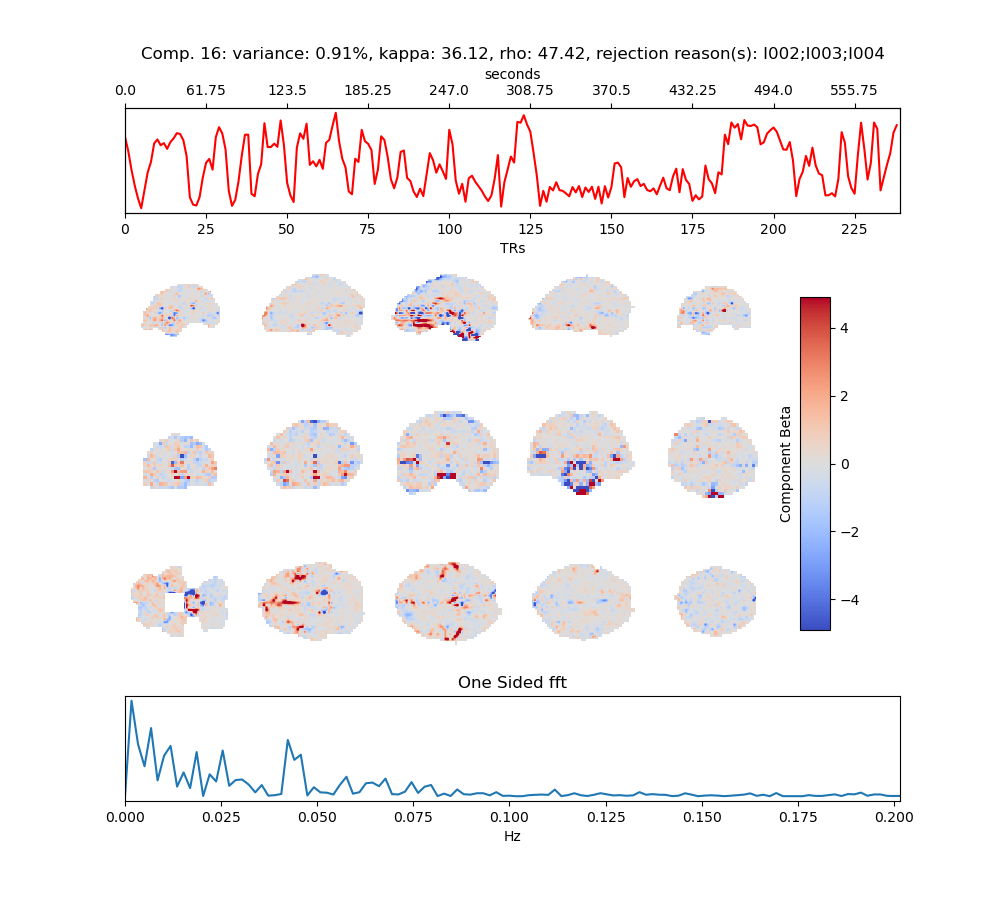 Comp. 16: variance: 0.91%, kappa: 36.12, rho: 47.42, rejection reason(s): I002;I003;I004
seconds
0.0 61.75 123.5 185.25 247.0 308.75 370.5 432.25 494.0 555.75
0 25 50 75 100 125 150 175 200 225
TRs
4
2
0
−2
−4
Component Beta
One Sided fft
0.000 0.025 0.050 0.075 0.100 0.125 0.150 0.175 0.200
Hz